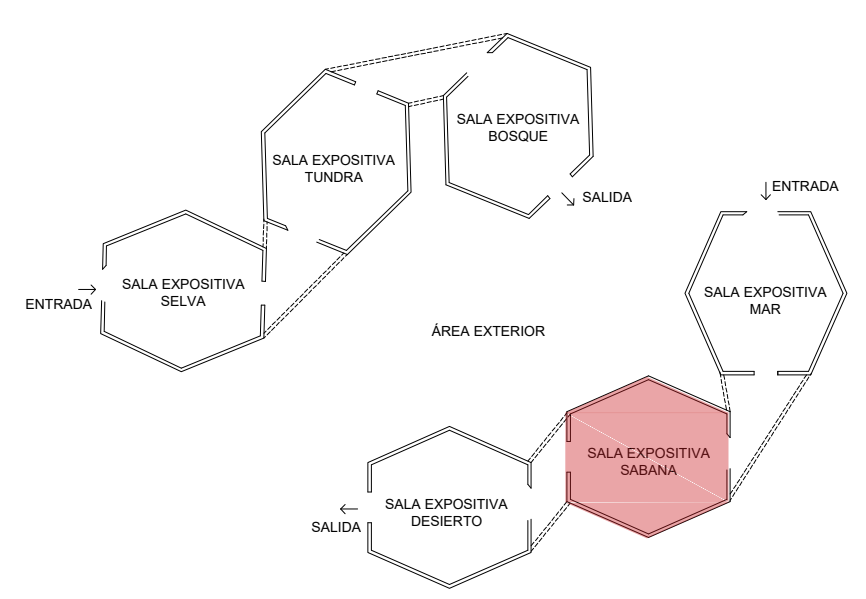 SALA EXPOSITIVA
BOSQUE
SALA EXPOSITIVA
TUNDRA
SALIDA
ENTRADA
SALA EXPOSITIVA
SELVA
ENTRADA
SALA EXPOSITIVA
MAR
ÁREA EXTERIOR
SALA EXPOSITIVA
SABANA
SALA EXPOSITIVA
DESIERTO
SALIDA